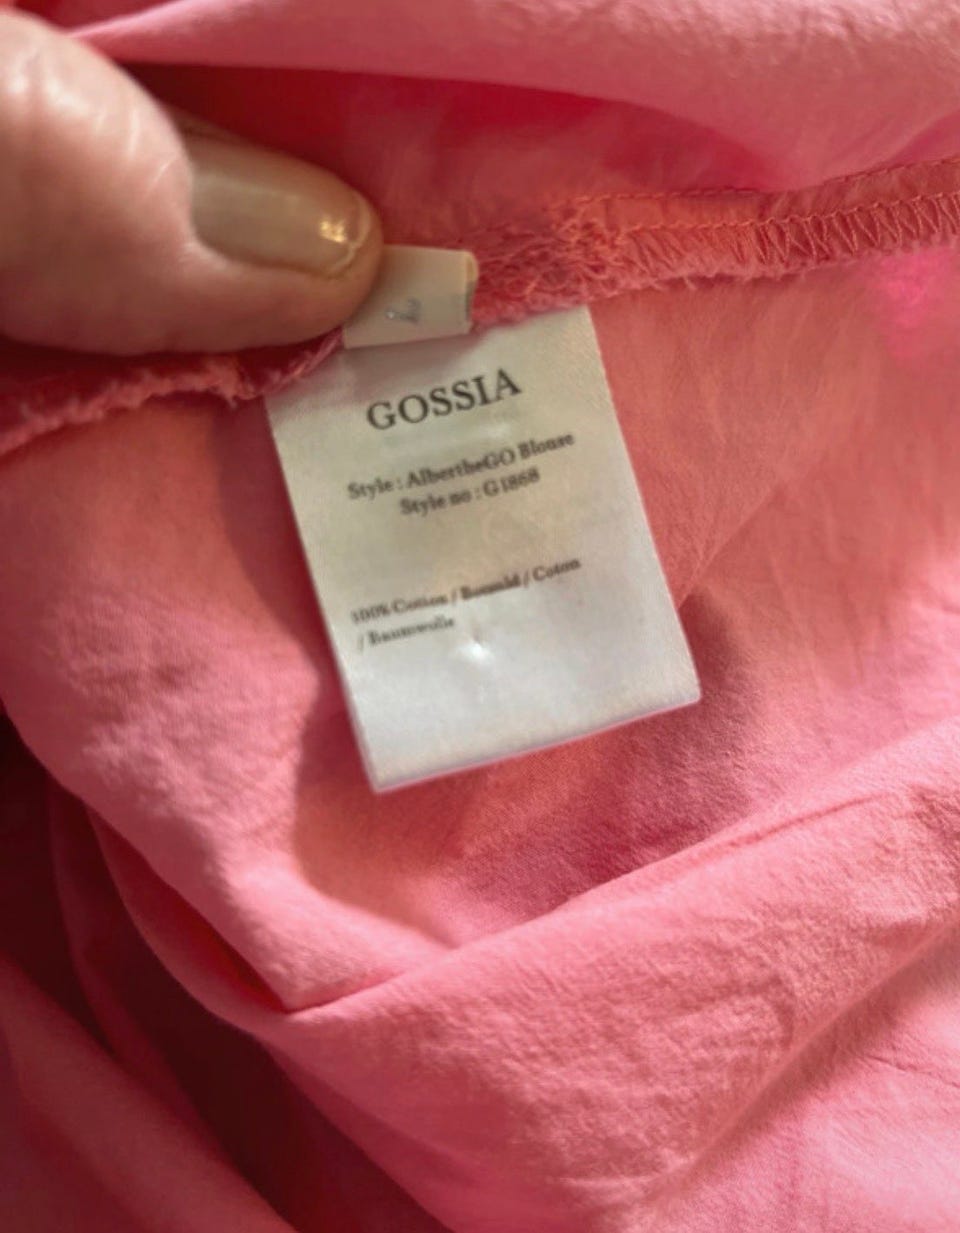 L
GOSSIA
Style : AlbertheGO Blouse
Style no : G1868
100% Cotton / Bomuld / Coton
/ Baumwolle